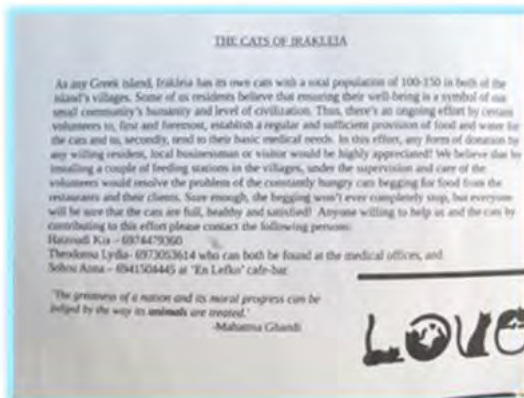 THE CATS OF IRAKLEIA
As any Greek island, Irakleia has its own cats with a total population of 100-150 in both of the
island's villages. Some of us residents believe that ensuring their well-being is a symbol of our
small community's humanity and level of civilization. Thus, there's an ongoing effort by certain
volunteers to, first and foremost, establish a regular and sufficient provision of food and water for
the cats and to, secondly, tend to their basic medical needs. In this effort, any form of donation by
any willing resident, local businessman or visitor would be highly appreciated! We believe that by
installing a couple of feeding stations in the villages, under the supervision and care of the
volunteers would resolve the problem of the constantly hungry cats begging for food from the
restaurants and their clients. Sure enough, the begging won't ever completely stop, but everyone
will be sure that the cats are full, healthy and satisfied! Anyone willing to help us and the cats by
contributing to this effort please contact the following persons:
Kia – 6974479360
Theodorou Lydia- 6973053614 who can both be found at the medical offices, and
Anna – 6941504445 at 'En Lefko' cafe-bar
'The greatness of a nation and its moral progress can be
judged by the way its animals are treated.'
-Mahatma Ghandi
LOVE